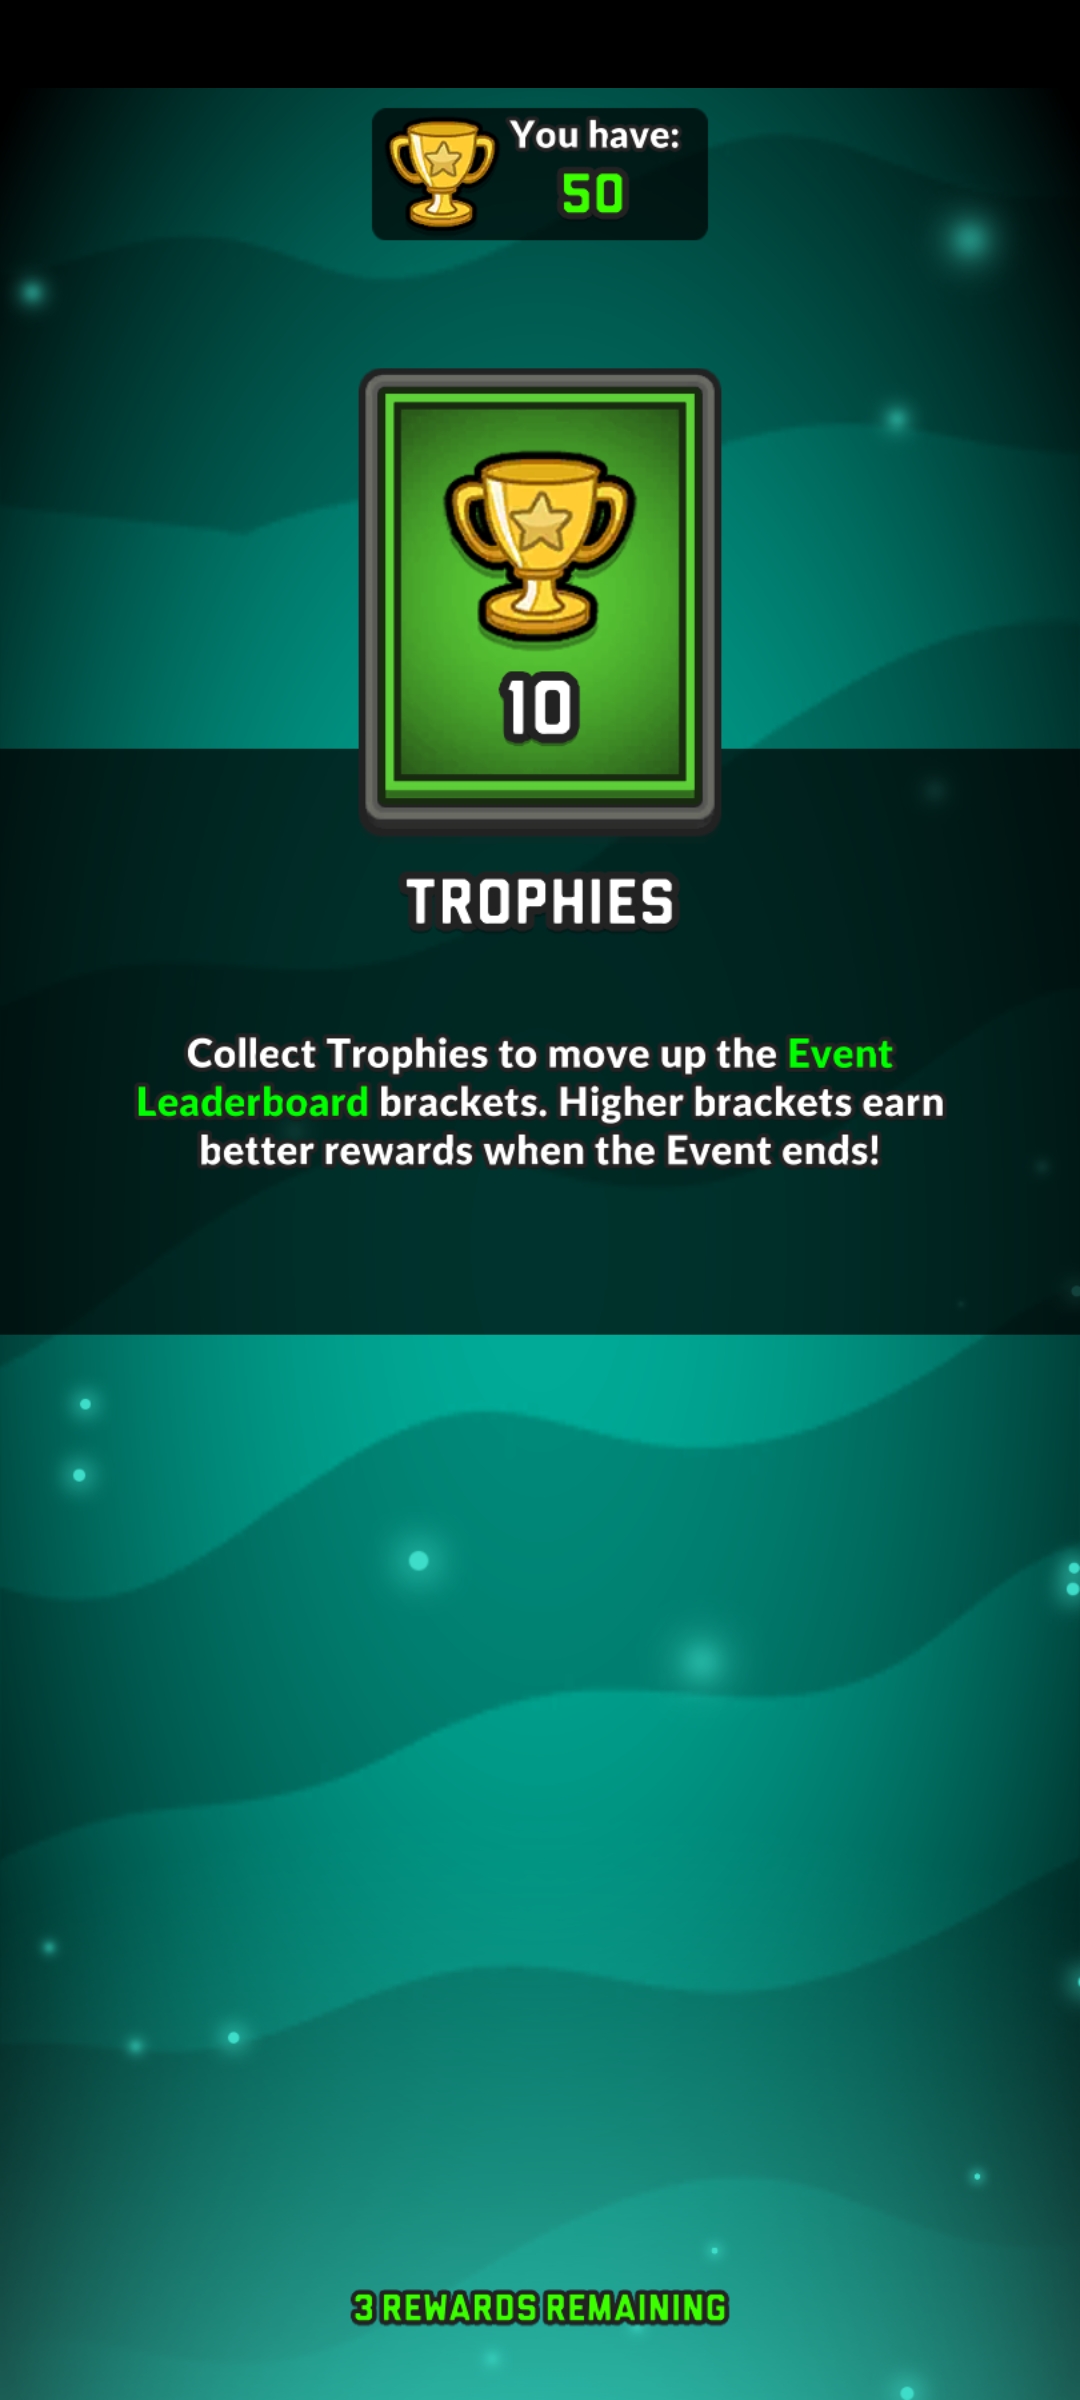 You have:
50
10
TROPHIES
Collect Trophies to move up the Event
Leaderboard brackets. Higher brackets earn
better rewards when the Event ends!
3 REWARDS REMAINING